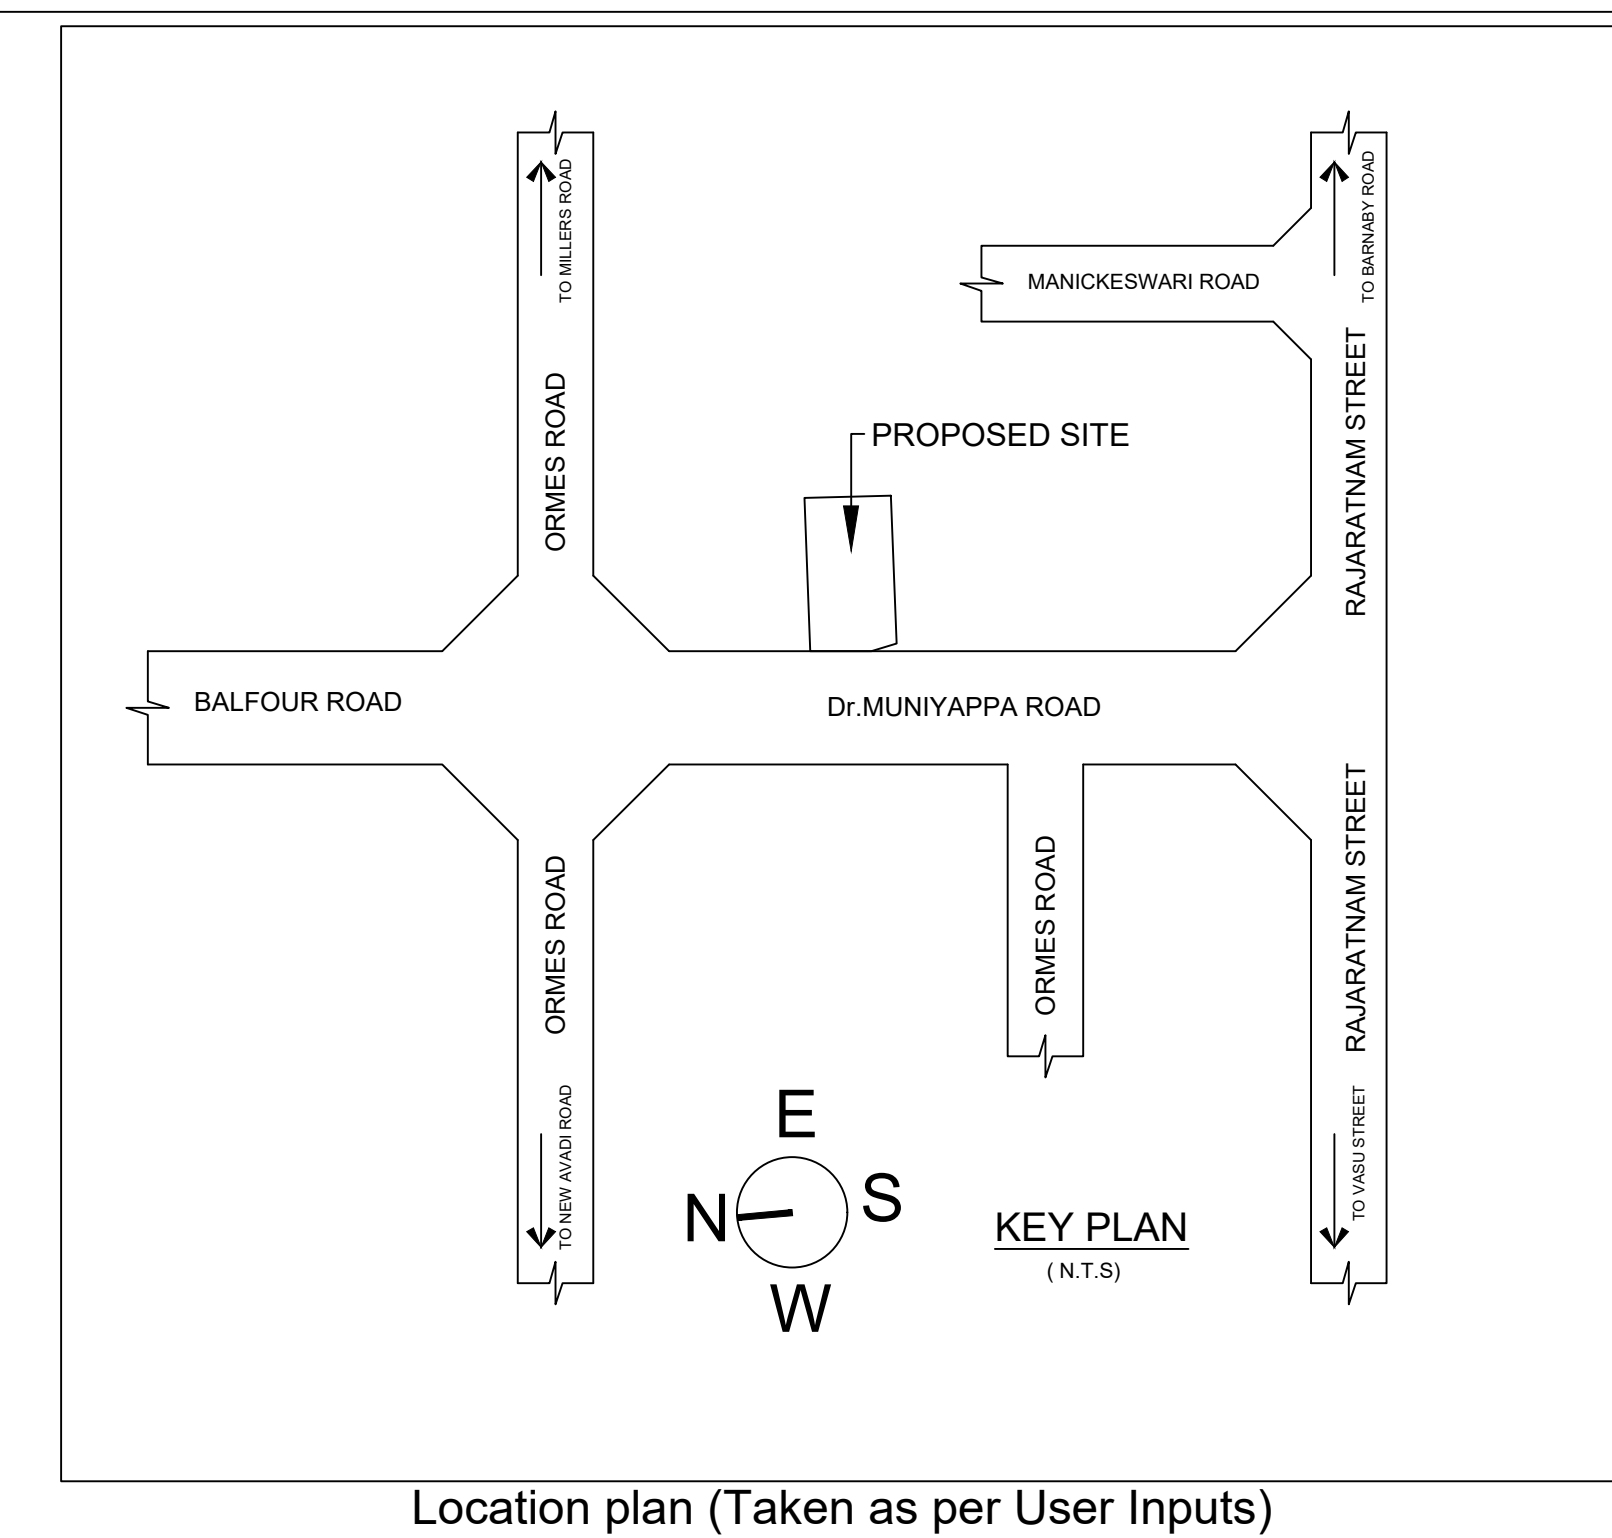 TO MILLERS ROAD
TO BARNABY ROAD
MANICKESWARI ROAD
ORMES ROAD
RAJARATNAM STREET
PROPOSED SITE
BALFOUR ROAD
Dr.MUNIYAPPA ROAD
ORMES ROAD
ORMES ROAD
RAJARATNAM STREET
TO NEW AVADI ROAD
TO VASU STREET
E
N
S
W
KEY PLAN
( N.T.S)
Location plan (Taken as per User Inputs)